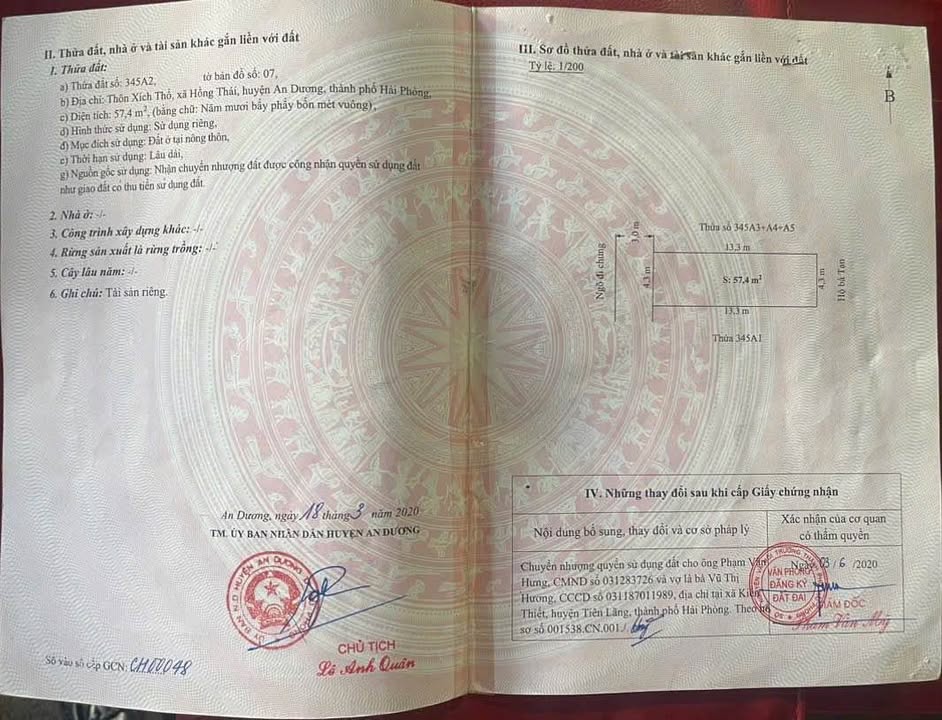 II. Thửa đất, nhà ở và tài sản khác gắn liền với đất
1. Thửa đất:
a) Thửa đất số: 345A2, tờ bản đồ số: 07,
b) Địa chỉ: Thôn Xích Thổ, xã Hồng Thái, huyện An Dương, thành phố Hải Phòng,
c) Diện tích: 57,4 m², (bằng chữ: Năm mươi bảy phẩy bốn mét vuông),
d) Hình thức sử dụng: Sử dụng riêng,
đ) Mục đích sử dụng: Đất ở tại nông thôn,
e) Thời hạn sử dụng: Lâu dài,
g) Nguồn gốc sử dụng: Nhận chuyển nhượng đất được công nhận quyền sử dụng đất
như giao đất có thu tiền sử dụng đất.
2. Nhà ở: -/-
3. Công trình xây dựng khác: -/-
4. Rừng sản xuất là rừng trồng: -/-
5. Cây lâu năm: -/-
6. Ghi chú: Tài sản riêng.
An Dương, ngày 18 tháng 3 năm 2020
TM. ỦY BAN NHÂN DÂN HUYỆN AN DƯƠNG
CHỦ TỊCH
Lê Anh Quân
Số vào sổ cấp GCN: CH00048
III. Sơ đồ thửa đất, nhà ở và tài sản khác gắn liền với đất
Tỷ lệ: 1/200
B
Thửa số 345A3+A4+A5
13,3 m
1,0 m
Ngõ đi chung
4,3 m
S: 57,4 m²
4,3 m
Hộ bà Tan
13,3 m
Thửa 345A1
IV. Những thay đổi sau khi cấp Giấy chứng nhận
Nội dung bổ sung, thay đổi và cơ sở pháp lý
Xác nhận của cơ quan
có thẩm quyền
Chuyển nhượng quyền sử dụng đất cho ông Phạm Văn
Hưng, CMND số 031283726 và vợ là bà Vũ Thị
Hương, CCCD số 031187011989, địa chỉ tại xã Kiến
Thiết, huyện Tiên Lãng, thành phố Hải Phòng. Theo hồ
sơ số 001538.CN.001./.
Ngày 03/6/2020
VĂN PHÒNG
ĐĂNG KÝ
ĐẤT ĐAI
GIÁM ĐỐC
Phạm Văn Mỹ